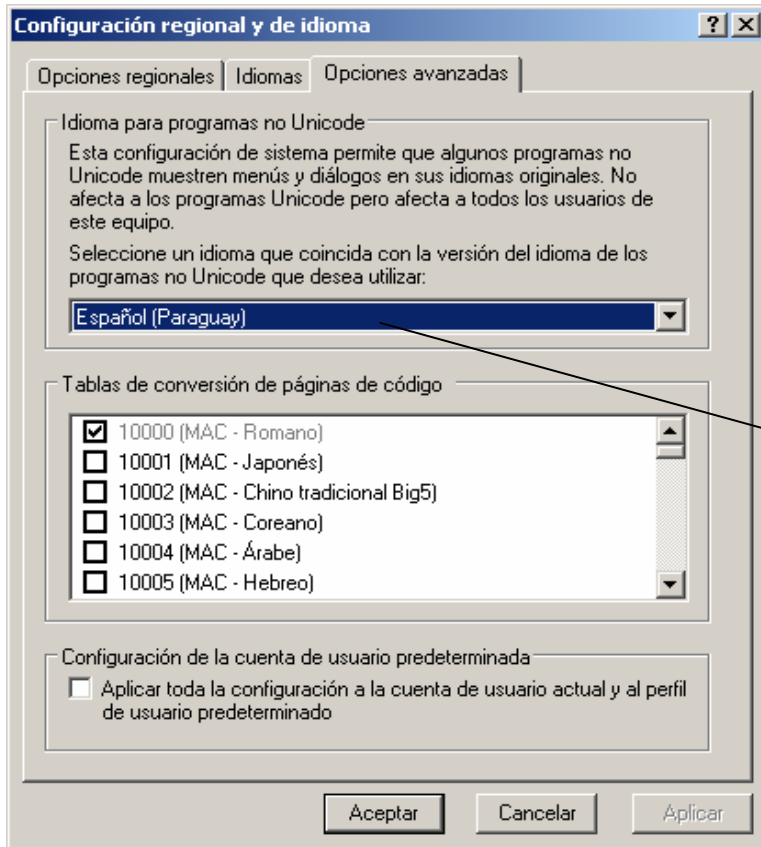 Configuración regional y de idioma
Opciones regionales Idiomas Opciones avanzadas
Idioma para programas no Unicode
Esta configuración de sistema permite que algunos programas no
Unicode muestren menús y diálogos en sus idiomas originales. No
afecta a los programas Unicode pero afecta a todos los usuarios de
este equipo.
Seleccione un idioma que coincida con la versión del idioma de los
programas no Unicode que desea utilizar:
Español (Paraguay)
Tablas de conversión de páginas de código
10000 (MAC - Romano)
10001 (MAC - Japonés)
10002 (MAC - Chino tradicional Big5)
10003 (MAC - Coreano)
10004 (MAC - Árabe)
10005 (MAC - Hebreo)
Configuración de la cuenta de usuario predeterminada
Aplicar toda la configuración a la cuenta de usuario actual y al perfil
de usuario predeterminado
Aceptar Cancelar Aplicar